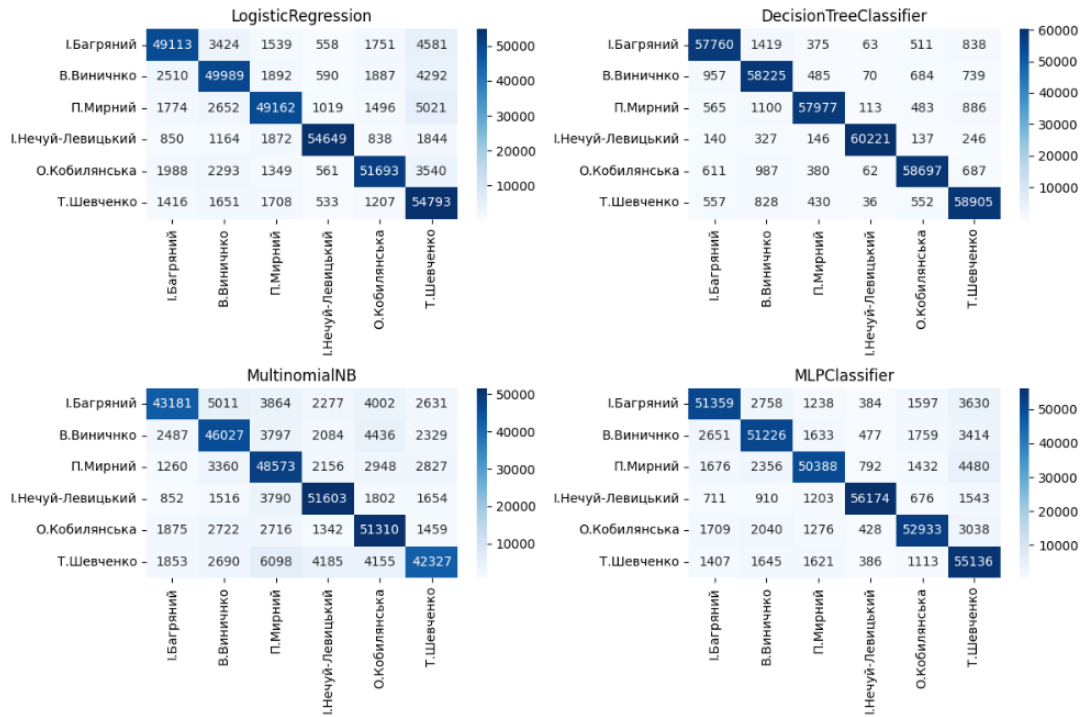 LogisticRegression
І.Багряний 49113 3424 1539 558 1751 4581
В.Виничнко 2510 49989 1892 590 1887 4292
П.Мирний 1774 2652 49162 1019 1496 5021
І.Нечуй-Левицький 850 1164 1872 54649 838 1844
О.Кобилянська 1988 2293 1349 561 51693 3540
Т.Шевченко 1416 1651 1708 533 1207 54793
50000
40000
30000
20000
10000
І.Багряний
В.Виничнко
П.Мирний
І.Нечуй-Левицький
О.Кобилянська
Т.Шевченко
DecisionTreeClassifier
І.Багряний 57760 1419 375 63 511 838
В.Виничнко 957 58225 485 70 684 739
П.Мирний 565 1100 57977 113 483 886
І.Нечуй-Левицький 140 327 146 60221 137 246
О.Кобилянська 611 987 380 62 58697 687
Т.Шевченко 557 828 430 36 552 58905
60000
50000
40000
30000
20000
10000
І.Багряний
В.Виничнко
П.Мирний
І.Нечуй-Левицький
О.Кобилянська
Т.Шевченко
MultinomialNB
І.Багряний 43181 5011 3864 2277 4002 2631
В.Виничнко 2487 46027 3797 2084 4436 2329
П.Мирний 1260 3360 48573 2156 2948 2827
І.Нечуй-Левицький 852 1516 3790 51603 1802 1654
О.Кобилянська 1875 2722 2716 1342 51310 1459
Т.Шевченко 1853 2690 6098 4185 4155 42327
50000
40000
30000
20000
10000
І.Багряний
В.Виничнко
П.Мирний
І.Нечуй-Левицький
О.Кобилянська
Т.Шевченко
MLPClassifier
І.Багряний 51359 2758 1238 384 1597 3630
В.Виничнко 2651 51226 1633 477 1759 3414
П.Мирний 1676 2356 50388 792 1432 4480
І.Нечуй-Левицький 711 910 1203 56174 676 1543
О.Кобилянська 1709 2040 1276 428 52933 3038
Т.Шевченко 1407 1645 1621 386 1113 55136
50000
40000
30000
20000
10000
І.Багряний
В.Виничнко
П.Мирний
І.Нечуй-Левицький
О.Кобилянська
Т.Шевченко